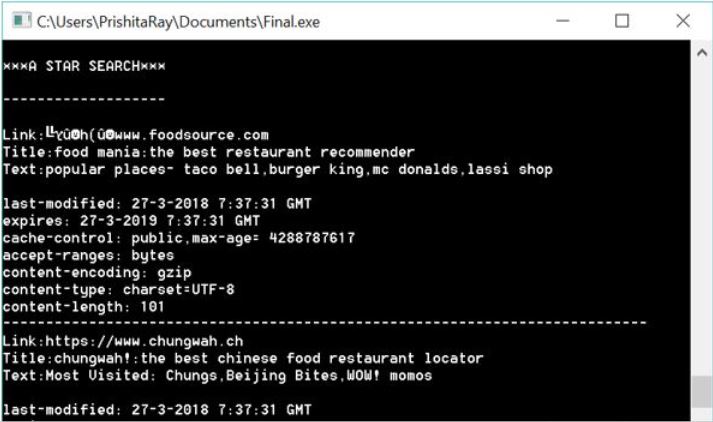 C:\Users\PrishitaRay\Documents\Final.exe
***A STAR SEARCH***
-------------------
www.foodsource.com
Title:food mania:the best restaurant recommender
Text:popular places- taco bell,burger king,mc donalds,lassi shop
last-modified: 27-3-2018 7:37:31 GMT
expires: 27-3-2019 7:37:31 GMT
cache-control: public,max-age= 4288787617
accept-ranges: bytes
content-encoding: gzip
content-type: charset=UTF-8
content-length: 101
--------------------------------------------------------------------------------
Link:https://www.chungwah.ch
Title:chungwah!:the best chinese food restaurant locator
Text:Most Visited: Chungs,Beijing Bites,WOW! momos
last-modified: 27-3-2018 7:37:31 GMT